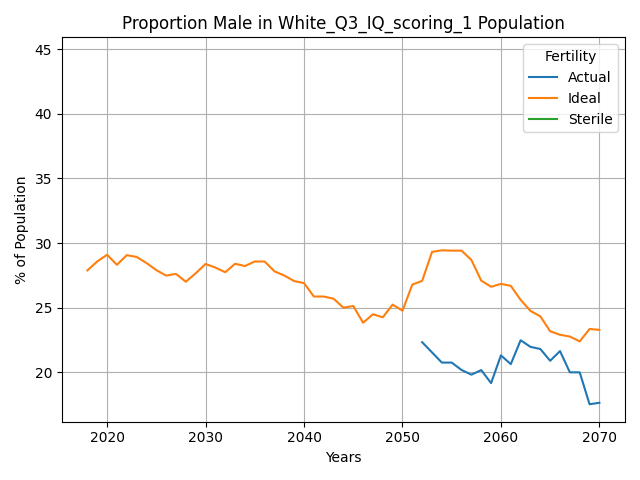 Proportion Male in White_Q3_IQ_scoring_1 Population
% of Population
45
40
35
30
25
20
Fertility
Actual
Ideal
Sterile
2020 2030 2040 2050 2060 2070
Years